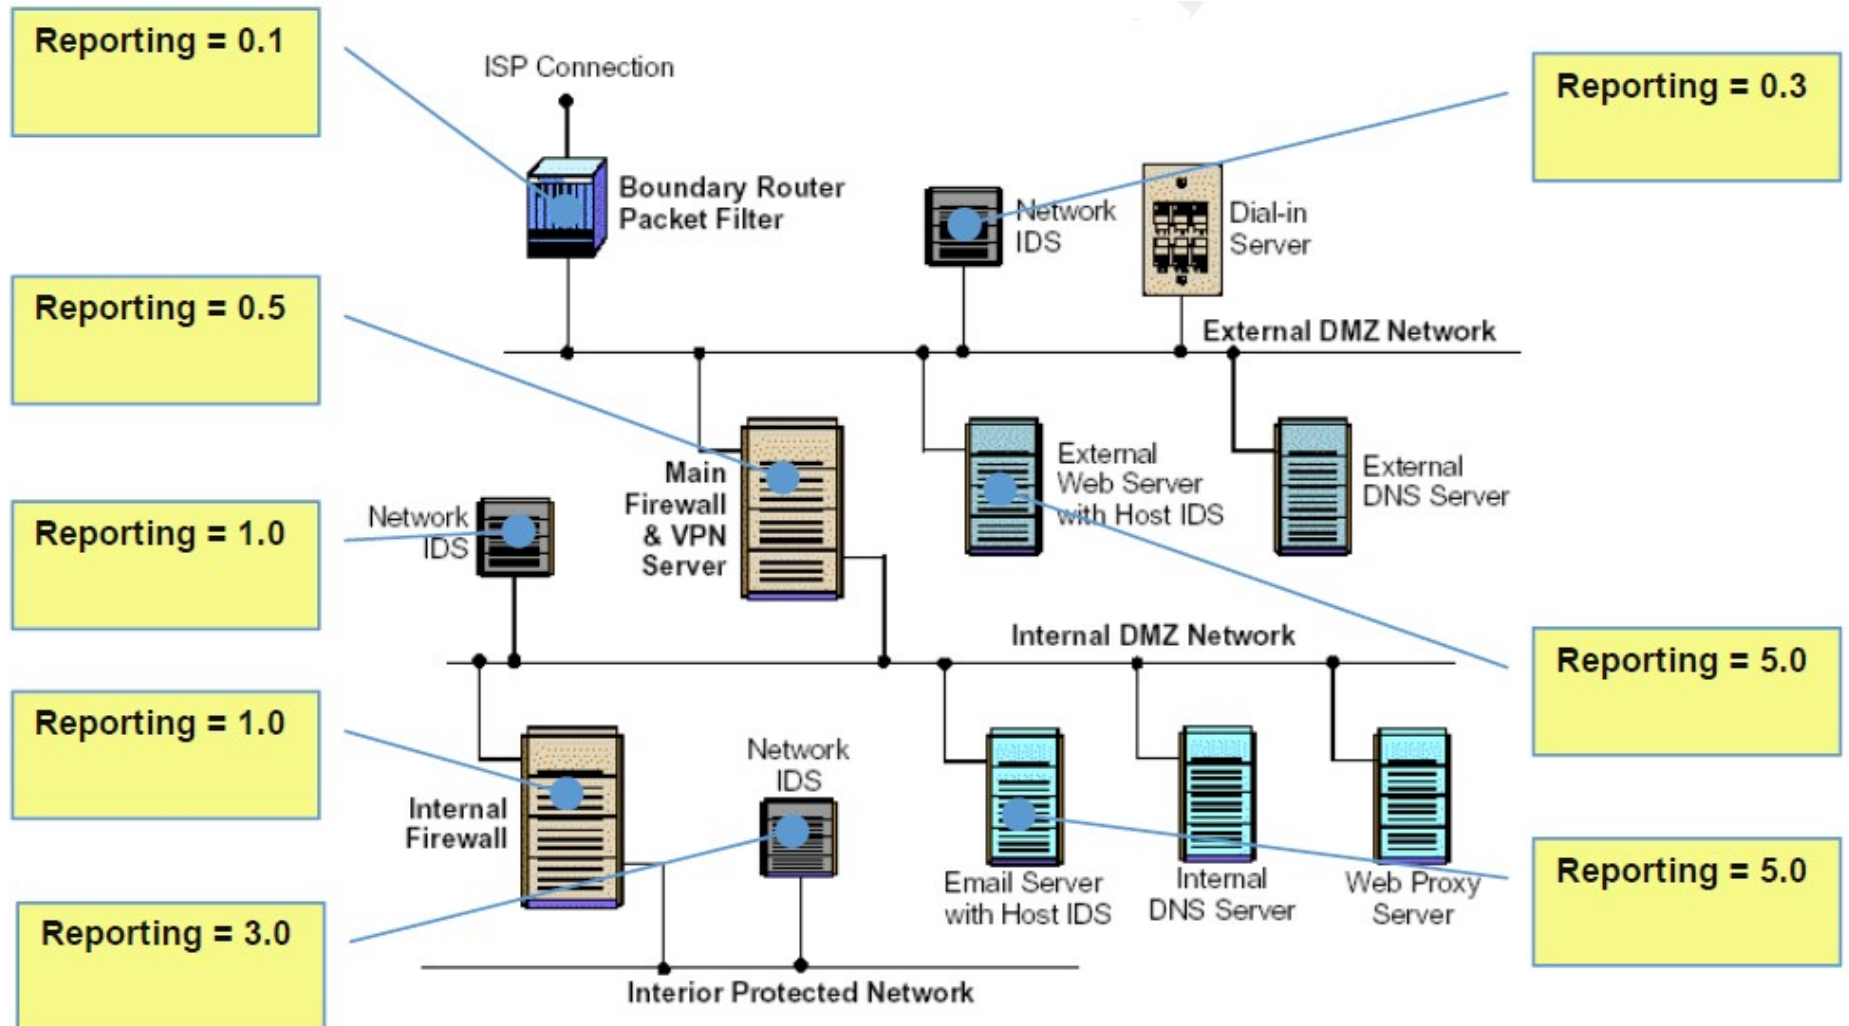 Reporting = 0.1
ISP Connection
Reporting = 0.3
Boundary Router
Packet Filter
Network
IDS
Dial-in
Server
Reporting = 0.5
External DMZ Network
Main
Firewall
& VPN
Server
External
Web Server
with Host IDS
External
DNS Server
Network
IDS
Reporting = 1.0
Internal DMZ Network
Reporting = 5.0
Reporting = 1.0
Internal
Firewall
Network
IDS
Email Server
with Host IDS
Internal
DNS Server
Web Proxy
Server
Reporting = 5.0
Reporting = 3.0
Interior Protected Network